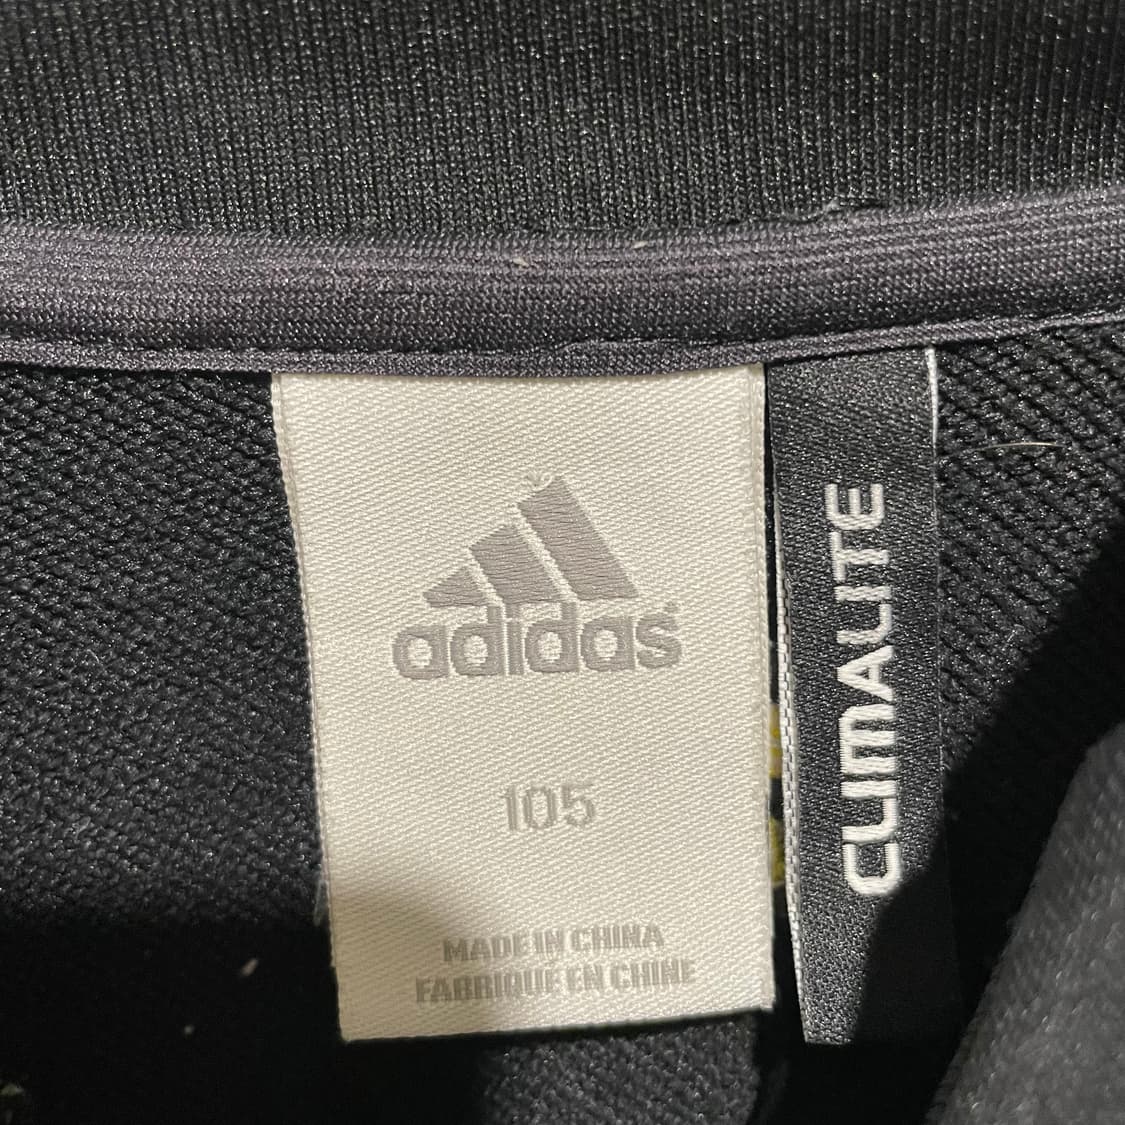 adidas
105
MADE IN CHINA
FABRIQUE EN CHINE
CLIMALITE